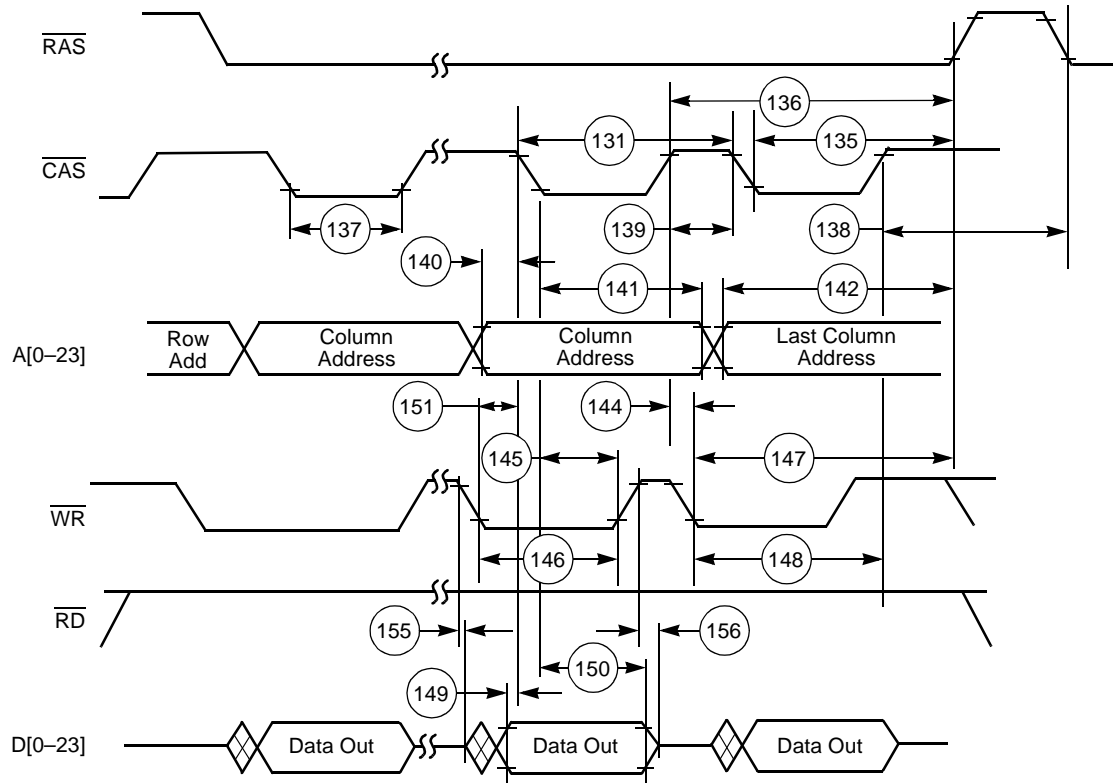 RAS
136
131
135
CAS
137
139
138
140
141
142
A[0–23]
Row
Add
Column
Address
Column
Address
Last Column
Address
151
144
145
147
WR
146
148
RD
155
156
150
149
D[0–23]
Data Out
Data Out
Data Out